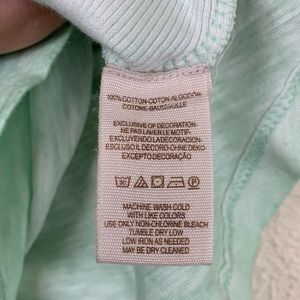 100% COTTON-COTON-ALGODON
COTONE-BAUMWOLLE
EXCLUSIVE OF DECORATION.
NE PAS LAVER LE MOTIF-
EXCLUYENDO LA DECORACION-
ESCLUSO IL DECORO-OHNE DEKO-
EXCEPTO DECORAÇÃO
30
MACHINE WASH COLD
WITH LIKE COLORS
USE ONLY NON-CHLORINE BLEACH
TUMBLE DRY LOW
LOW IRON AS NEEDED
MAY BE DRY CLEANED